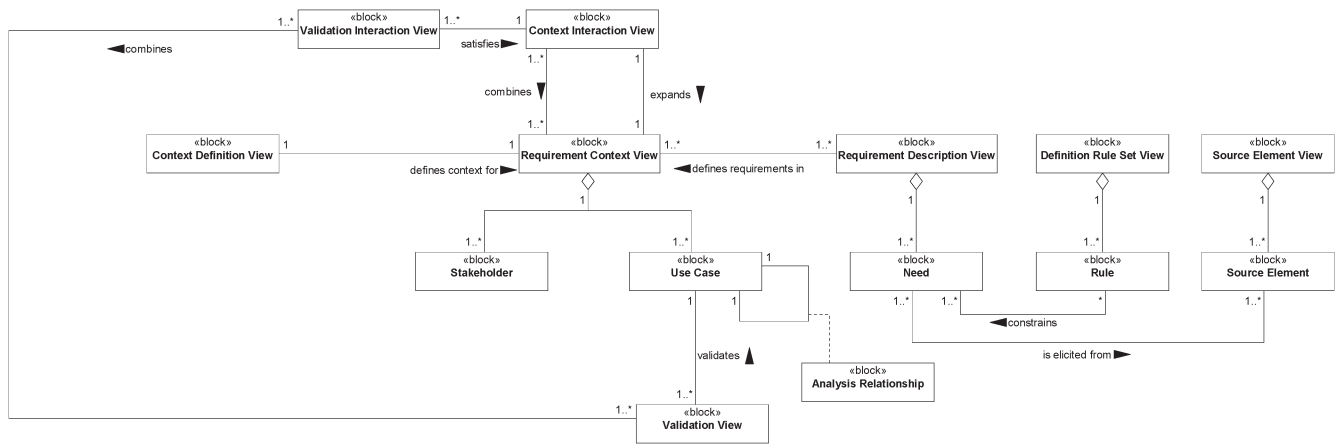 «block»
Validation Interaction View
1..*
1..*
1
«block»
Context Interaction View
combines
satisfies
1..*
1
combines
expands
1..*
1
«block»
Context Definition View
1
1
«block»
Requirement Context View
1..*
1..*
«block»
Requirement Description View
«block»
Definition Rule Set View
«block»
Source Element View
defines context for
defines requirements in
1
1
1
1
1..*
1..*
1..*
1..*
1..*
«block»
Stakeholder
«block»
Use Case
1
«block»
Need
«block»
Rule
«block»
Source Element
1
1
1..*
1..*
*
1..*
constrains
is elicited from
validates
«block»
Analysis Relationship
1..*
1..*
«block»
Validation View